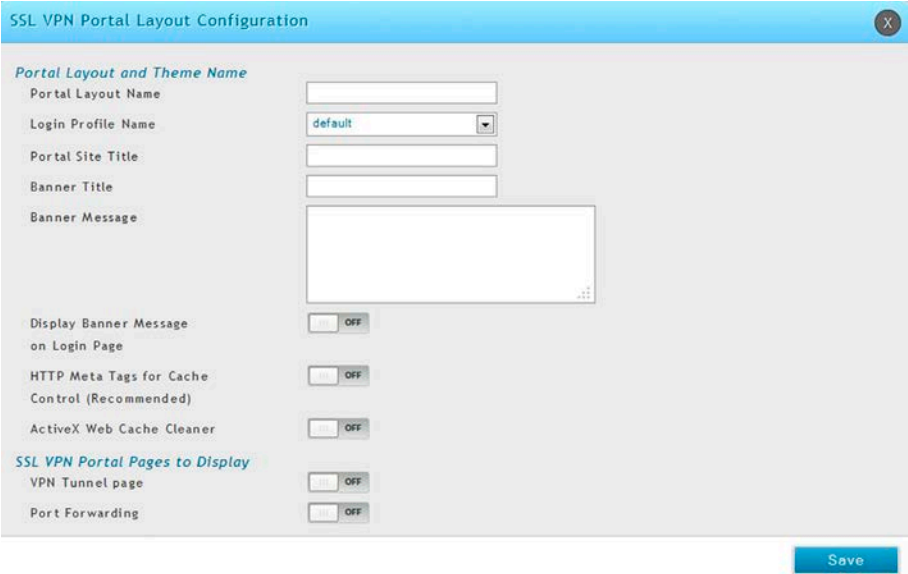 SSL VPN Portal Layout Configuration
X
Portal Layout and Theme Name
Portal Layout Name
Login Profile Name
default
Portal Site Title
Banner Title
Banner Message
Display Banner Message
on Login Page
OFF
HTTP Meta Tags for Cache
Control (Recommended)
OFF
ActiveX Web Cache Cleaner
OFF
SSL VPN Portal Pages to Display
VPN Tunnel page
OFF
Port Forwarding
OFF
Save